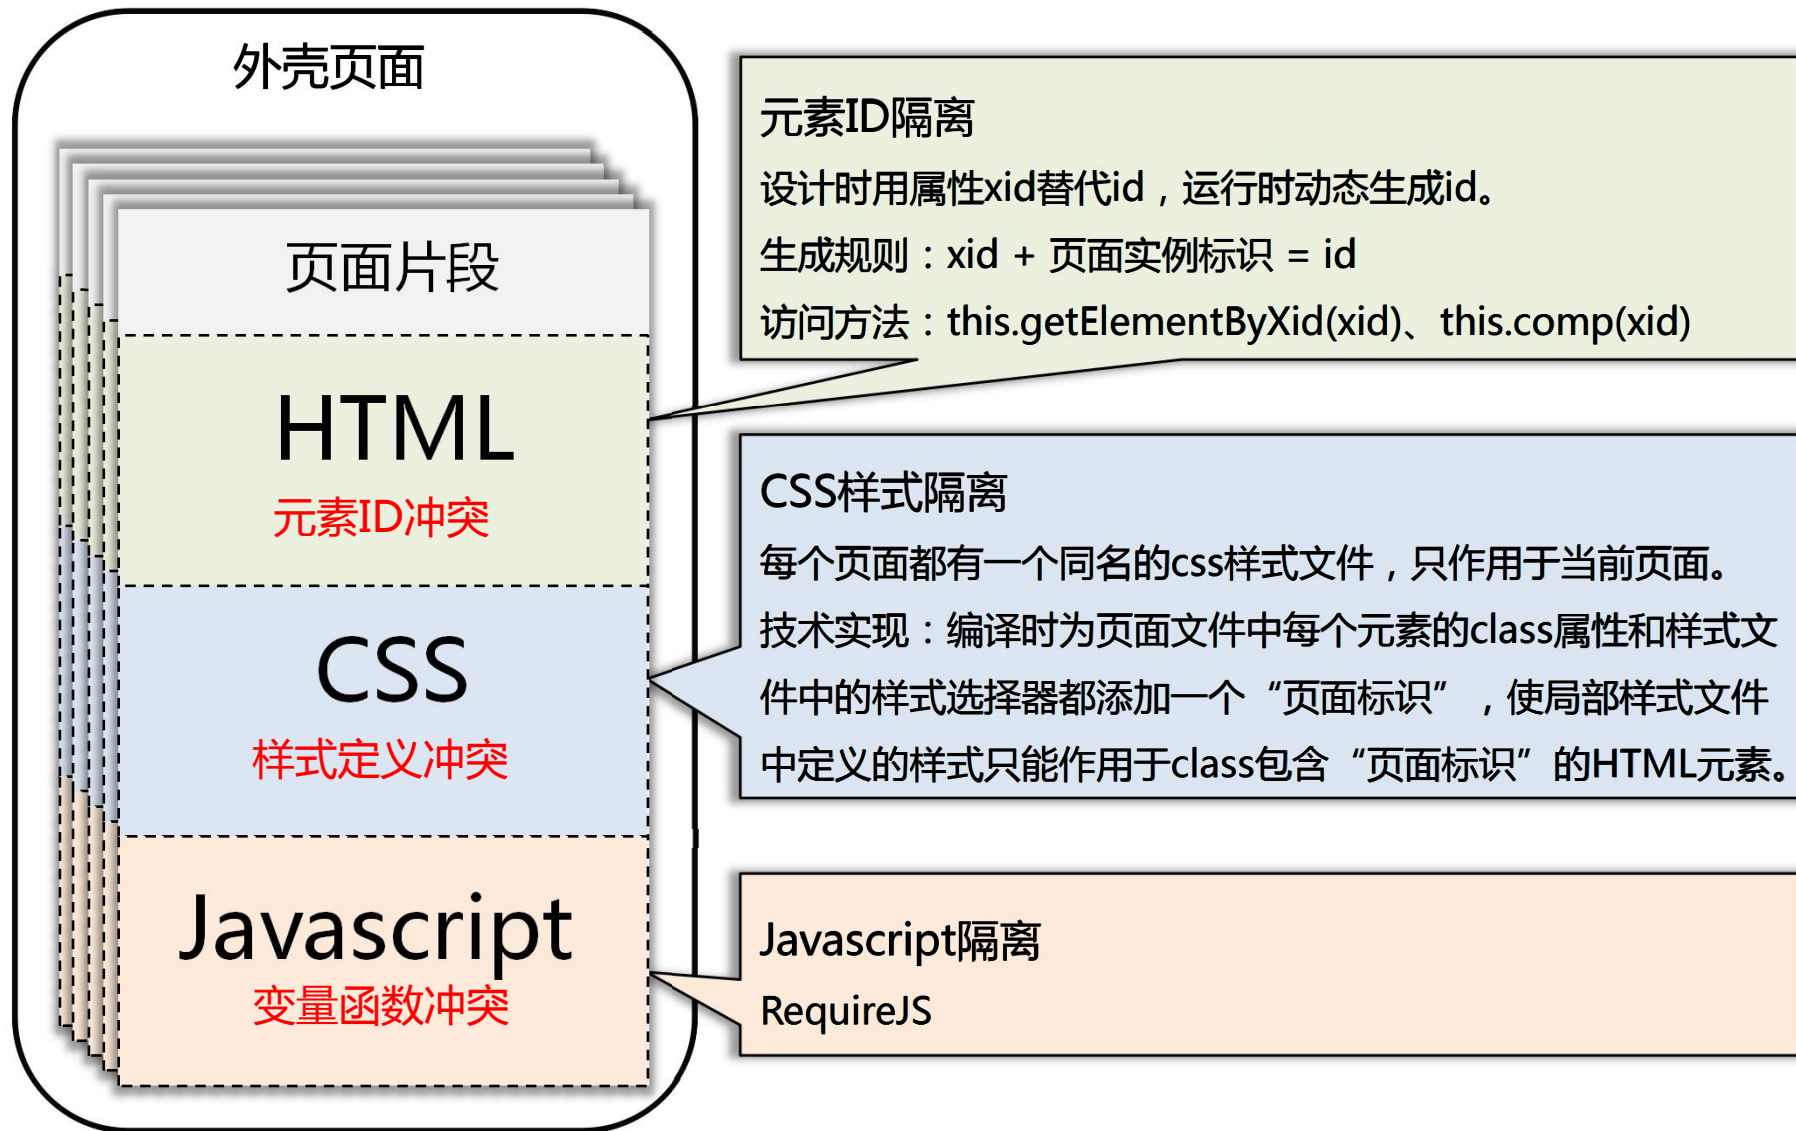 外壳页面
页面片段
HTML
元素ID冲突
CSS
样式定义冲突
Javascript
变量函数冲突
元素ID隔离
设计时用属性xid替代id，运行时动态生成id。
生成规则：xid + 页面实例标识 = id
访问方法：this.getElementByXid(xid)、this.comp(xid)
CSS样式隔离
每个页面都有一个同名的css样式文件，只作用于当前页面。
技术实现：编译时为页面文件中每个元素的class属性和样式文
件中的样式选择器都添加一个“页面标识”，使局部样式文件
中定义的样式只能作用于class包含“页面标识”的HTML元素。
Javascript隔离
RequireJS